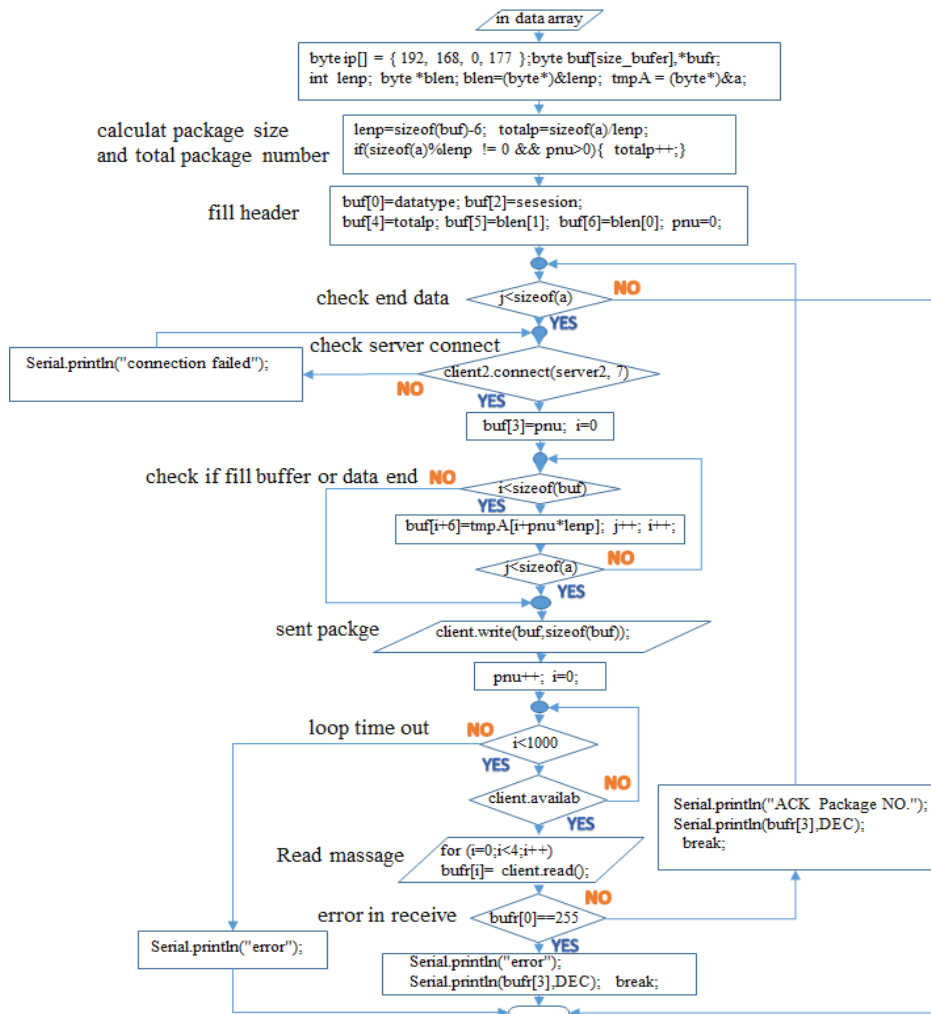 in data array
byte ip[] = { 192, 168, 0, 177 };byte buf[size_bufer],*bufr;
int lenp; byte *blen; blen=(byte*)&lenp; tmpA = (byte*)&a;
calculat package size
and total package number
lenp=sizeof(buf)-6; totalp=sizeof(a)/lenp;
if(sizeof(a)%lenp != 0 && pnu>0){ totalp++;}
fill header
buf[0]=datatype; buf[2]=sesesion;
buf[4]=totalp; buf[5]=blen[1]; buf[6]=blen[0]; pnu=0;
check end data
j<sizeof(a)
NO
YES
check server connect
Serial.println("connection failed");
client2.connect(server2, 7)
NO
YES
buf[3]=pnu; i=0
check if fill buffer or data end
NO
i<sizeof(buf)
YES
buf[i+6]=tmpA[i+pnu*lenp]; j++; i++;
j<sizeof(a)
NO
YES
sent packge
client.write(buf,sizeof(buf));
pnu++; i=0;
loop time out
NO
i<1000
YES
client.availab
NO
YES
Serial.println("ACK Package NO.");
Serial.println(bufr[3],DEC);
break;
Read massage
for (i=0;i<4;i++)
bufr[i]= client.read();
NO
error in receive
bufr[0]==255
YES
Serial.println("error");
Serial.println("error");
Serial.println(bufr[3],DEC); break;